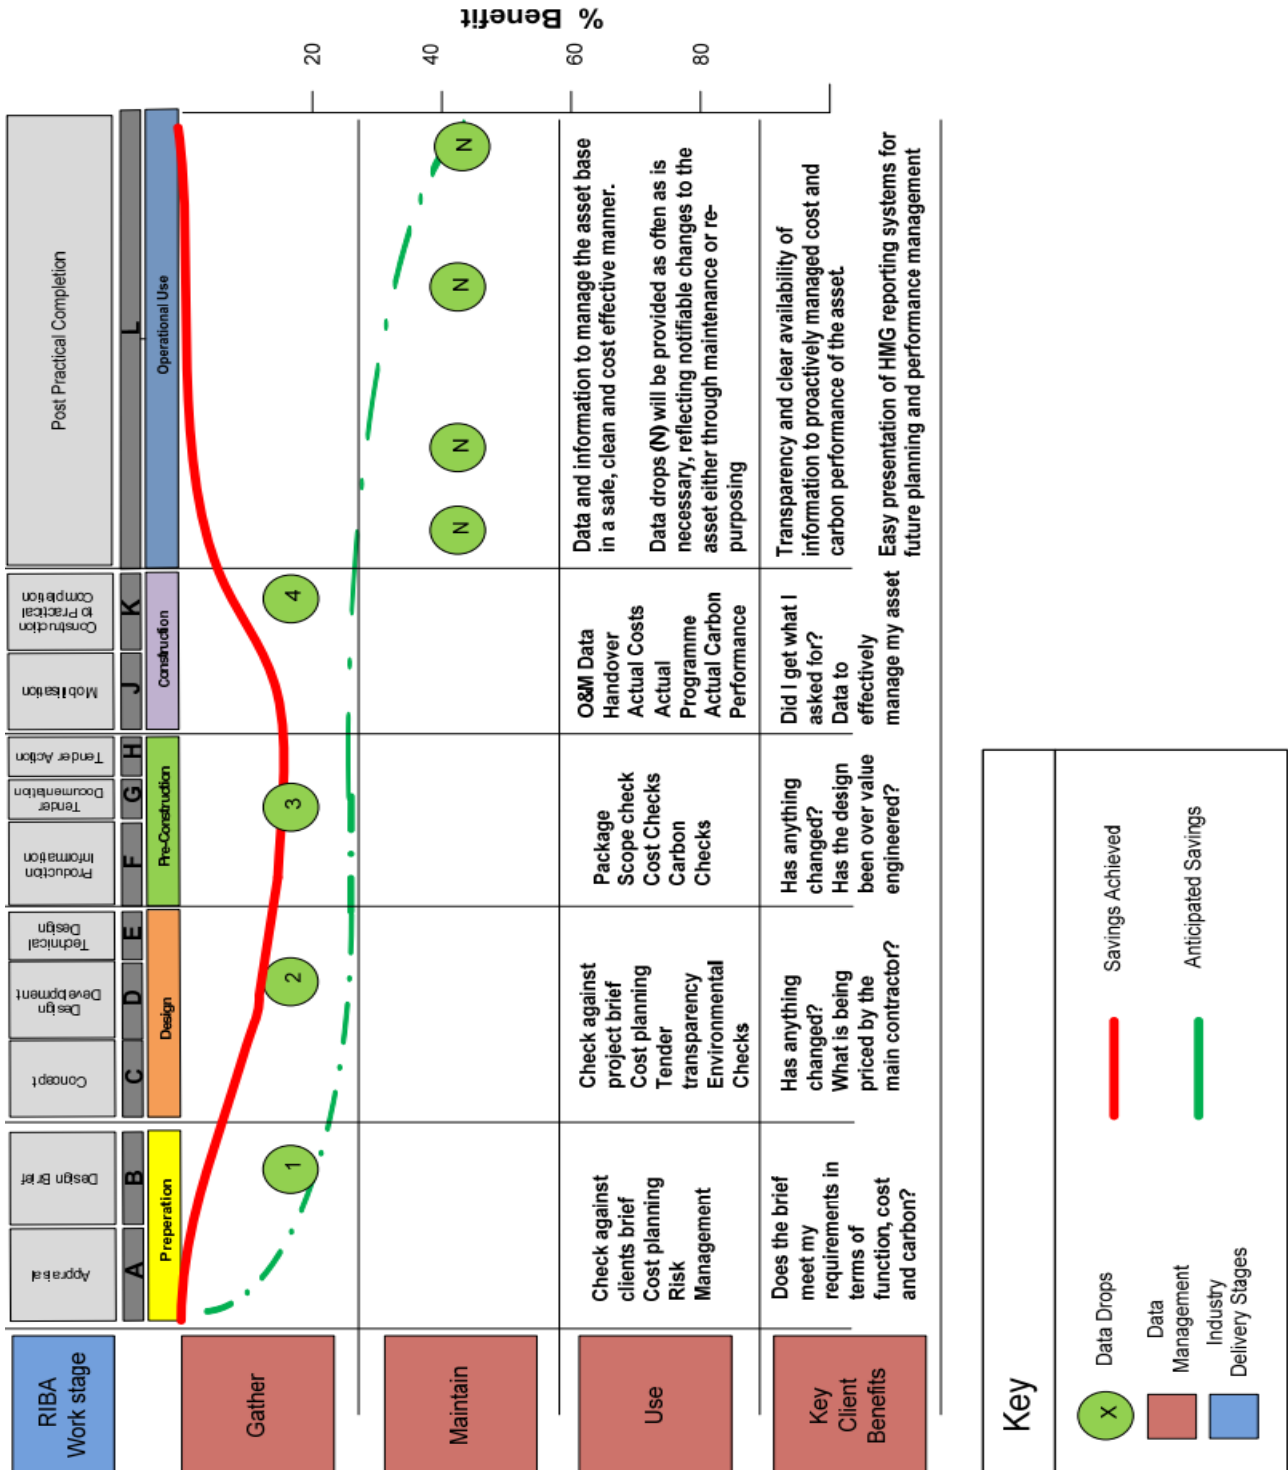 RIBA
Work stage
Appraisal
Design Brief
Concept
Design
Development
Technical
Design
Production
Information
Tender
Documentation
Tender Action
Mobilisation
Construction
to Practical
Completion
Post Practical Completion
A
B
C
D
E
F
G
H
J
K
L
Preperation
Design
Pre-Construction
Construction
Operational Use
Gather
1
2
3
4
Maintain
N
N
N
N
Use
Check against
clients brief
Cost planning
Risk
Management
Check against
project brief
Cost planning
Tender
transparency
Environmental
Checks
Package
Scope check
Cost Checks
Carbon
Checks
O&M Data
Handover
Actual Costs
Actual
Programme
Actual Carbon
Performance
Data and information to manage the asset base
in a safe, clean and cost effective manner.
Data drops (N) will be provided as often as is
necessary, reflecting notifiable changes to the
asset either through maintenance or re-
purposing
Key
Client
Benefits
Does the brief
meet my
requirements in
terms of
function, cost
and carbon?
Has anything
changed?
What is being
priced by the
main contractor?
Has anything
changed?
Has the design
been over value
engineered?
Did I get what I
asked for?
Data to
effectively
manage my asset
Transparency and clear availability of
information to proactively managed cost and
carbon performance of the asset.
Easy presentation of HMG reporting systems for
future planning and performance management
20
40
60
80
% Benefit
Key
X
Data Drops
Data
Management
Industry
Delivery Stages
Savings Achieved
Anticipated Savings